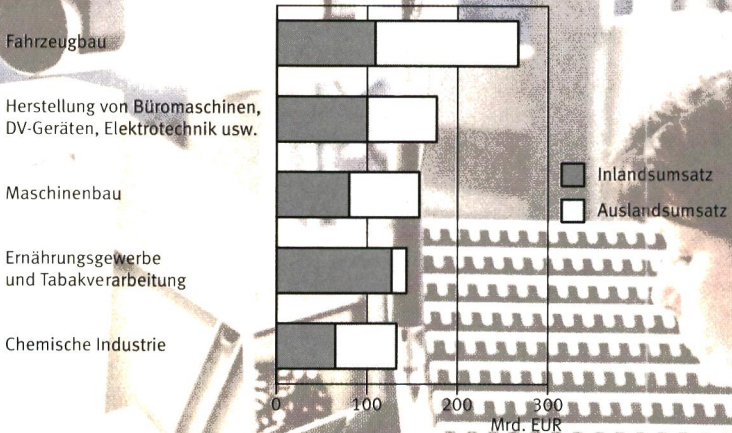 Fahrzeugbau
Herstellung von Büromaschinen,
DV-Geräten, Elektrotechnik usw.
Maschinenbau
Ernährungsgewerbe
und Tabakverarbeitung
Chemische Industrie
Inlandsumsatz
Auslandsumsatz
0 100 200 300
Mrd. EUR